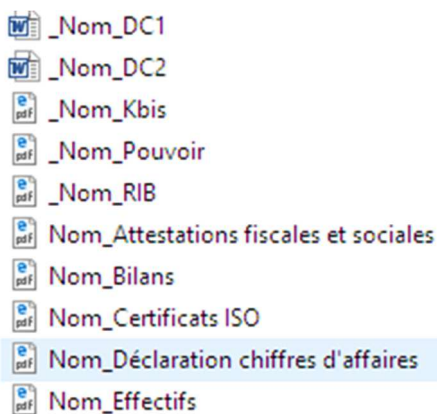 _Nom_DC1
_Nom_DC2
_Nom_Kbis
_Nom_Pouvoir
_Nom_RIB
Nom_Attestations fiscales et sociales
Nom_Bilans
Nom_Certificats ISO
Nom_Déclaration chiffres d'affaires
Nom_Effectifs